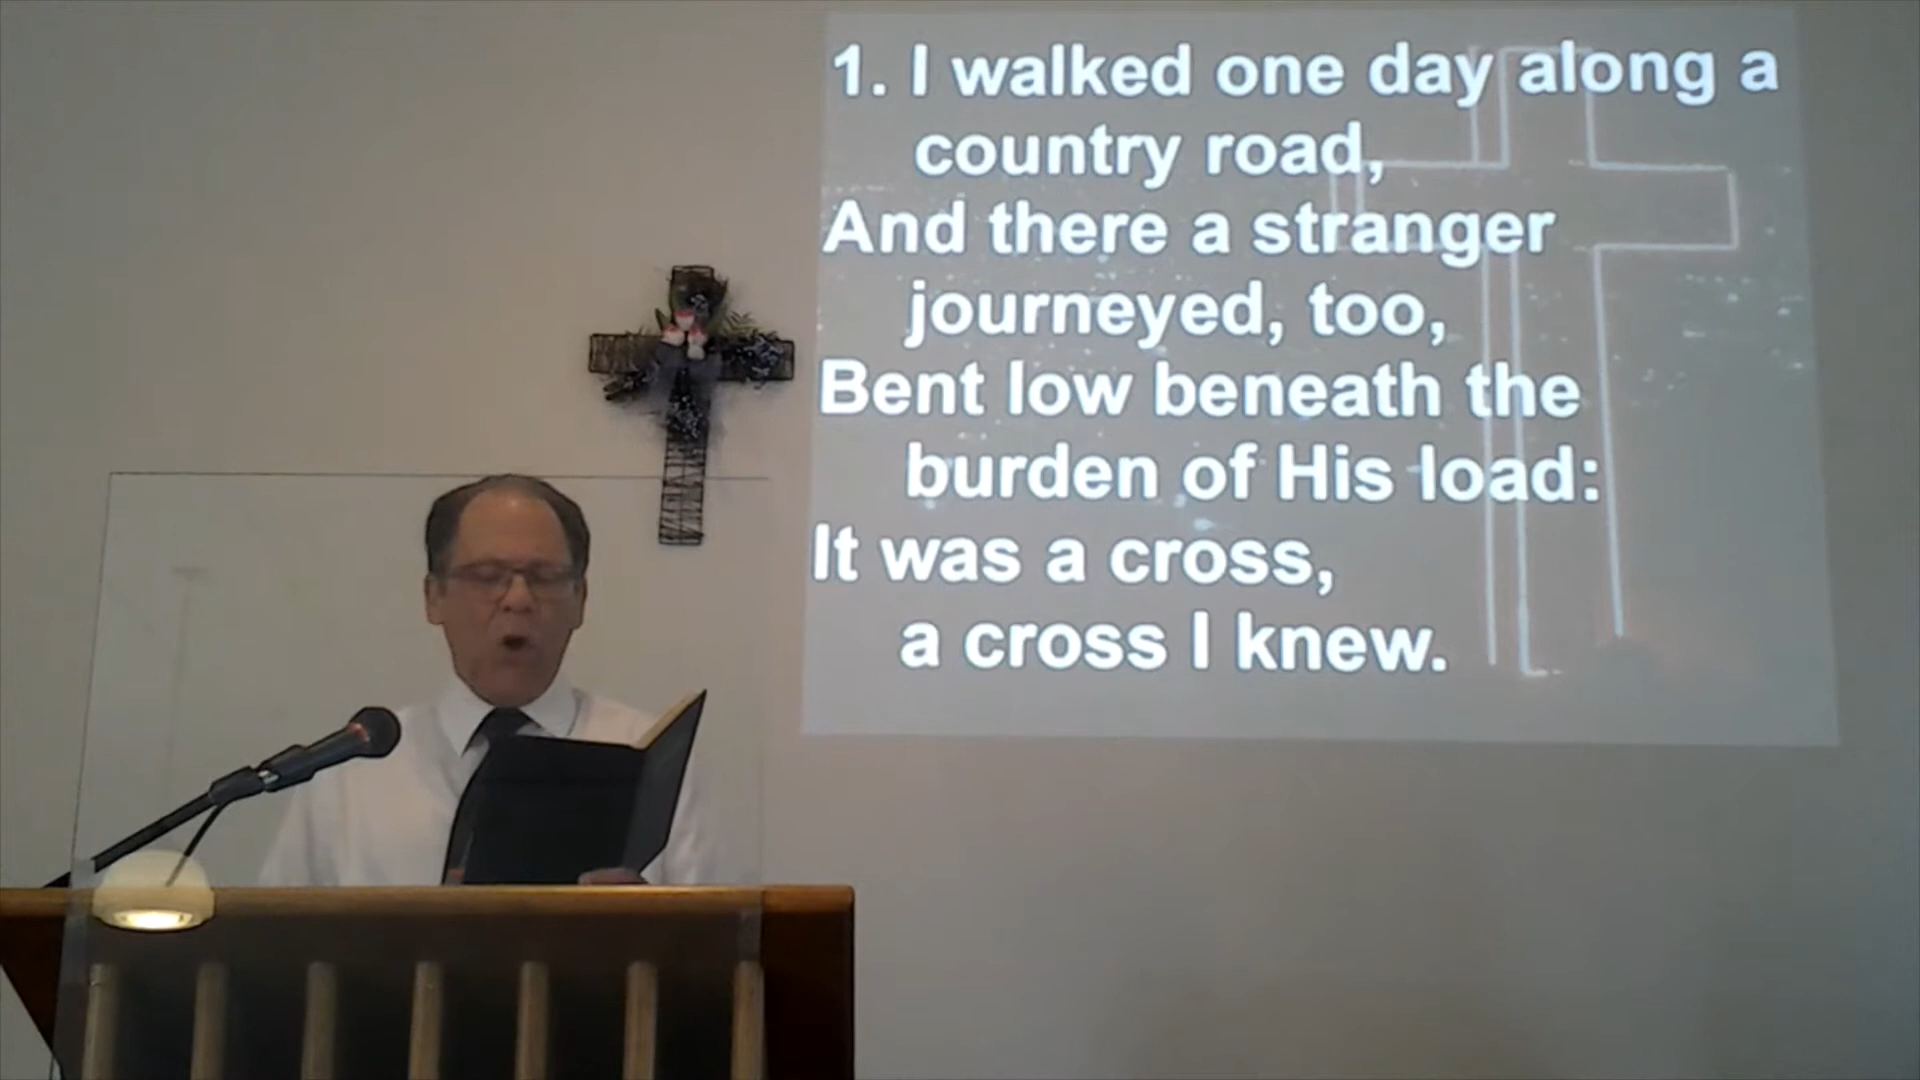 1. I walked one day along a
country road,
And there a stranger
journeyed, too,
Bent low beneath the
burden of His load:
It was a cross,
a cross I knew.